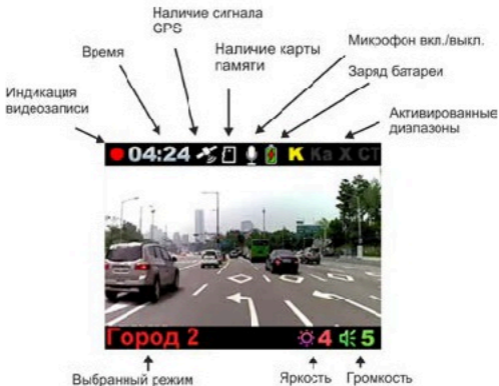 Наличие сигнала
GPS
Время
Наличие карты
памяти
Микрофон вкл./выкл.
Заряд батареи
Индикация
видеозаписи
Активированные
диапазоны
04:24
K Ka X СТ
Город 2
4
5
Выбранный режим
Яркость
Громкость